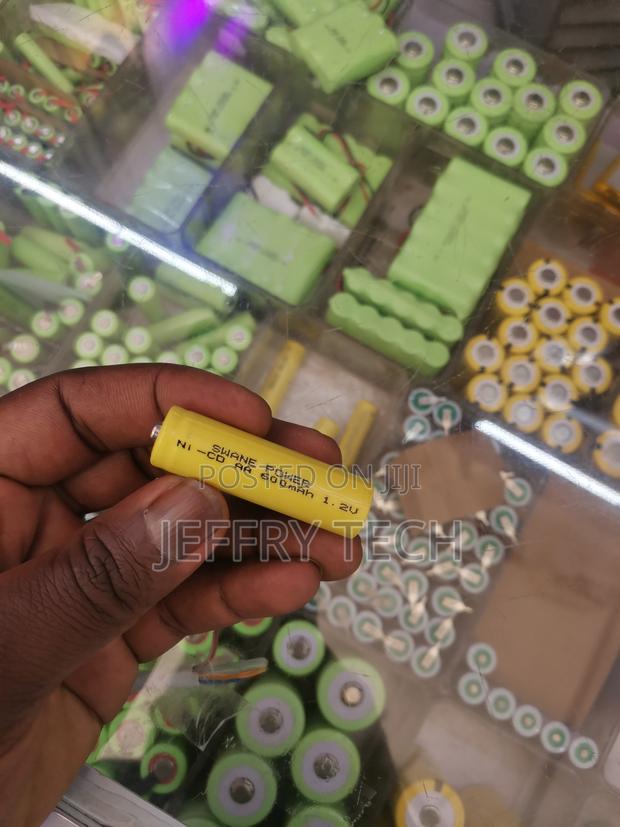 SWANE POWER
NI-CD AA 600mAh 1.2V
POSTED ON JIJI
JEFFRY TECH